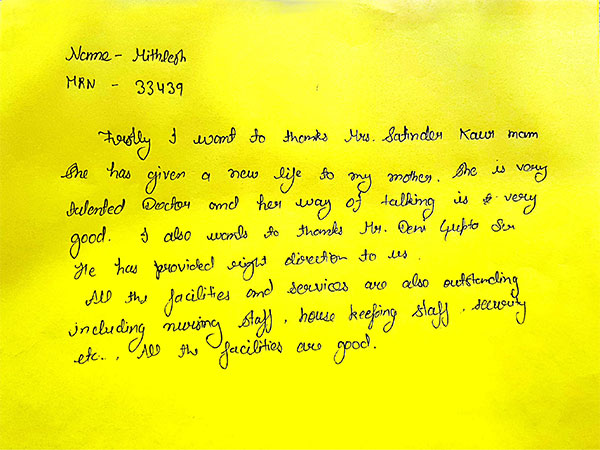 Name - Mithlesh
MRN - 33439
Firstly I want to thanks Mrs. Satinder Kaur mam
She has given a new life to my mother. She is very
talented Doctor and her way of talking is very
good. I also wants to thanks Mr. Dev Gupta Sir
He has provided right direction to us.
All the facilities and services are also outstanding
including nursing staff, house keeping staff, security
etc.. All the facilities are good.